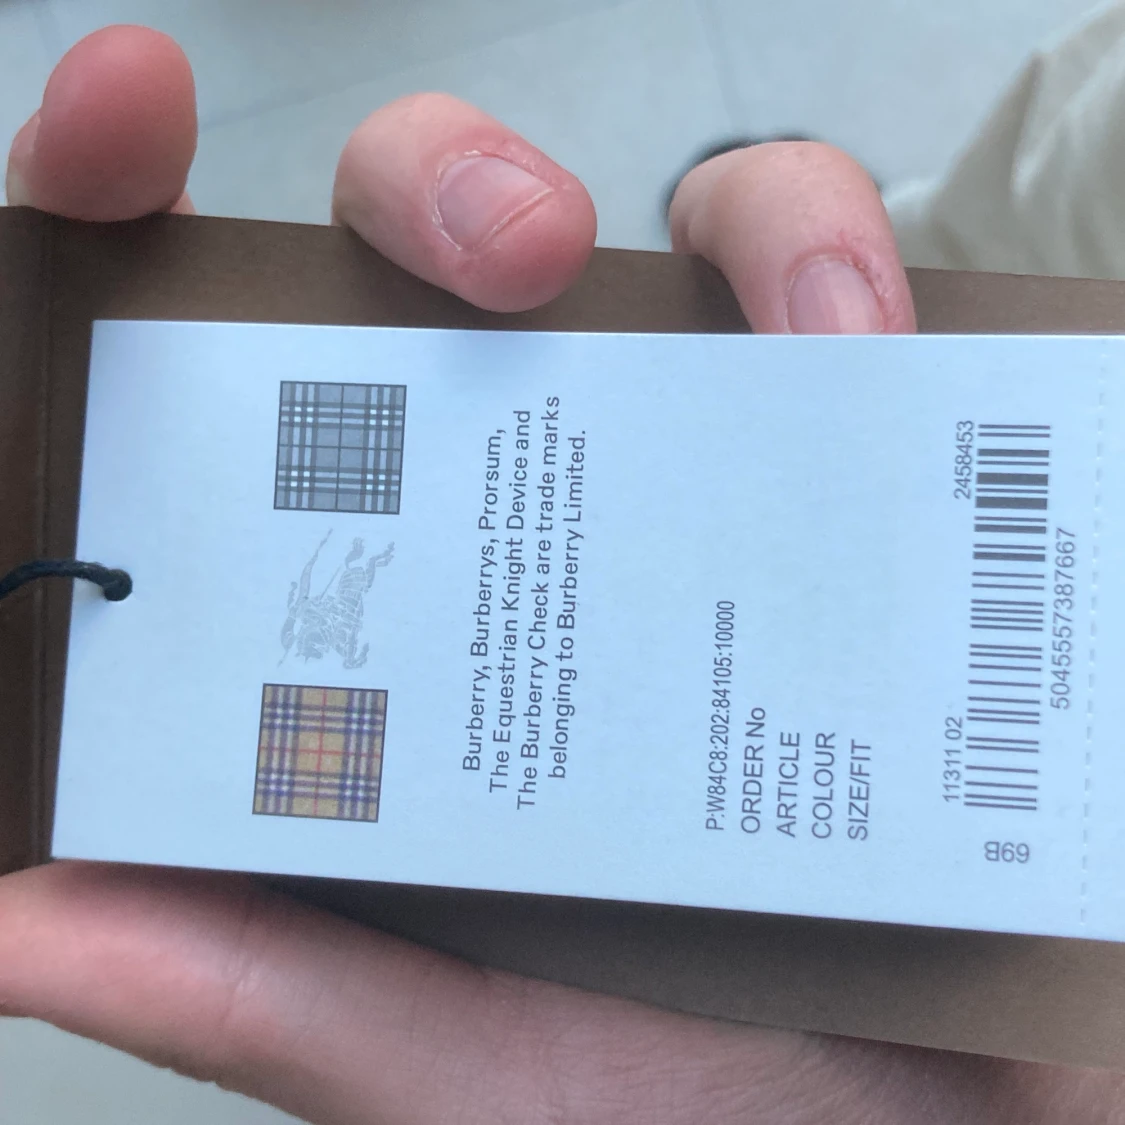 Burberry, Burberrys, Prorsum,
The Equestrian Knight Device and
The Burberry Check are trade marks
belonging to Burberry Limited.
P:W84C8:202:84105:10000
ORDER No
ARTICLE
COLOUR
SIZE/FIT
11311 02 2458453
B69
5045557387667